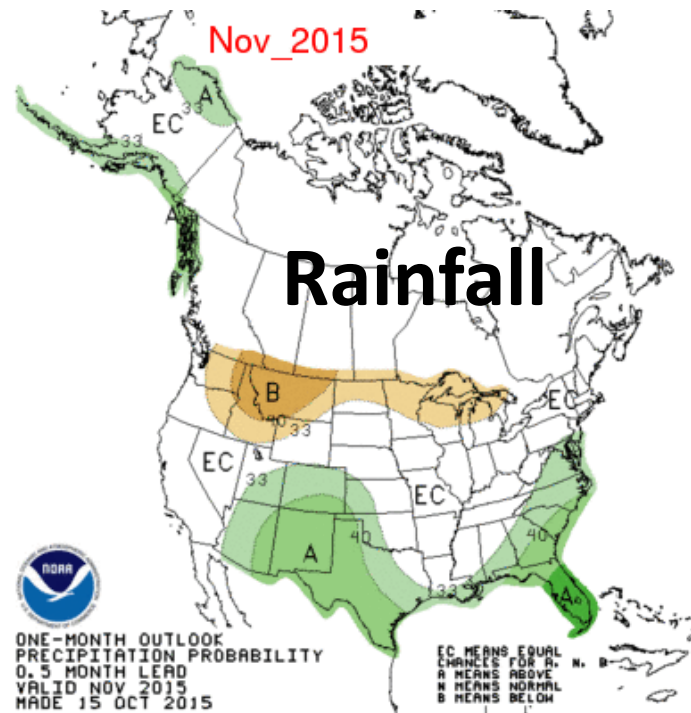 Nov_2015
A
33
EC
33
A
Rainfall
B
40
33
EC
EC
33
EC
40
A
40
33
A
NOAA
ONE-MONTH OUTLOOK
PRECIPITATION PROBABILITY
0.5 MONTH LEAD
VALID NOV 2015
MADE 15 OCT 2015
EC MEANS EQUAL
CHANCES FOR A, N, B
A MEANS ABOVE
N MEANS NORMAL
B MEANS BELOW